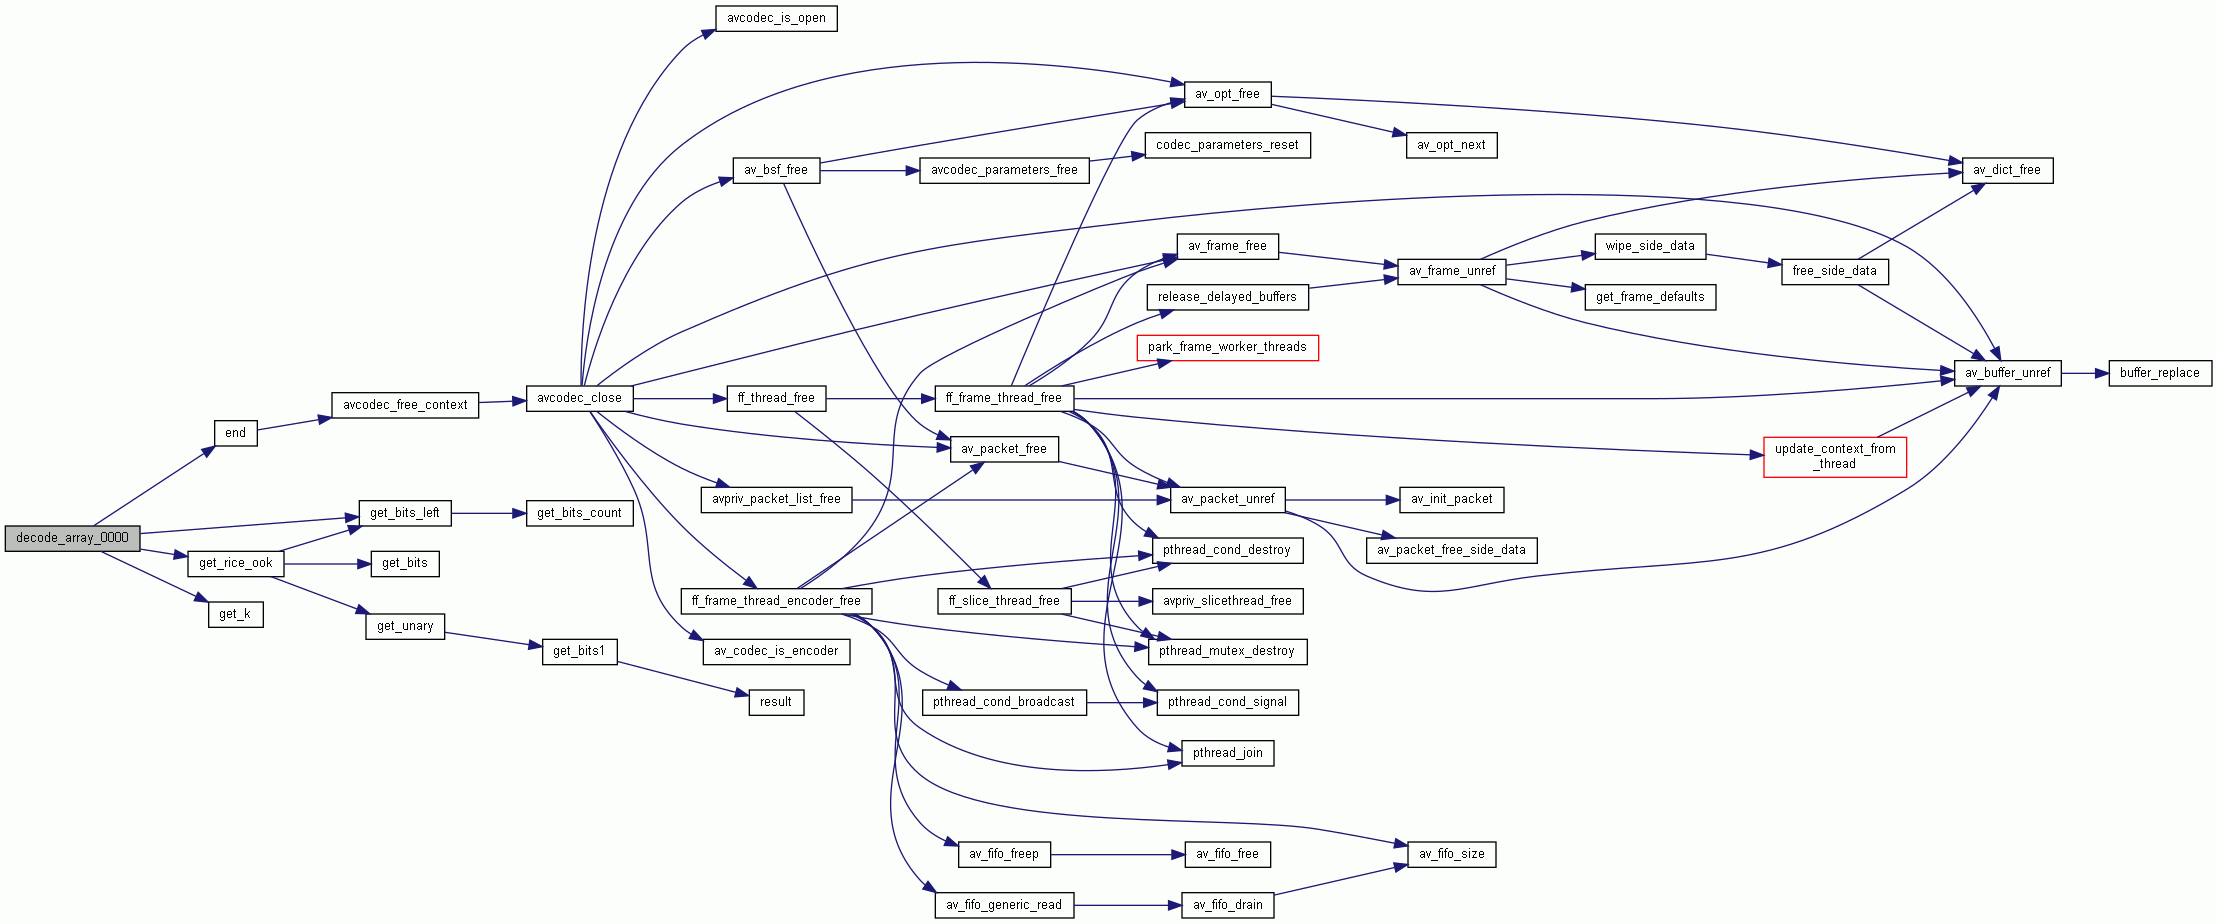 avcodec_is_open
av_opt_free
av_opt_next
codec_parameters_reset
av_bsf_free
avcodec_parameters_free
av_dict_free
av_frame_free
wipe_side_data
av_frame_unref
free_side_data
release_delayed_buffers
get_frame_defaults
park_frame_worker_threads
av_buffer_unref
buffer_replace
avcodec_free_context
avcodec_close
ff_thread_free
ff_frame_thread_free
end
av_packet_free
update_context_from
_thread
avpriv_packet_list_free
av_packet_unref
av_init_packet
get_bits_left
get_bits_count
decode_array_0000
pthread_cond_destroy
av_packet_free_side_data
get_rice_ook
get_bits
ff_frame_thread_encoder_free
ff_slice_thread_free
avpriv_slicethread_free
get_k
get_unary
get_bits1
av_codec_is_encoder
pthread_mutex_destroy
result
pthread_cond_broadcast
pthread_cond_signal
pthread_join
av_fifo_freep
av_fifo_free
av_fifo_size
av_fifo_generic_read
av_fifo_drain